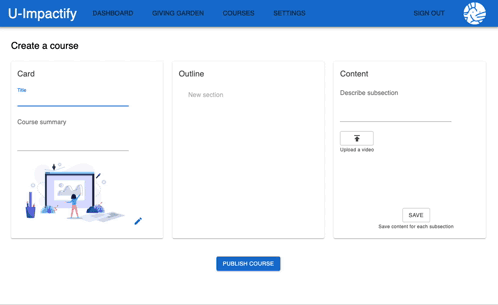 U-Impactify DASHBOARD GIVING GARDEN COURSES SETTINGS SIGN OUT
Create a course
Card
Title
Course summary
Outline
New section
Content
Describe subsection
Upload a video
SAVE
Save content for each subsection
PUBLISH COURSE